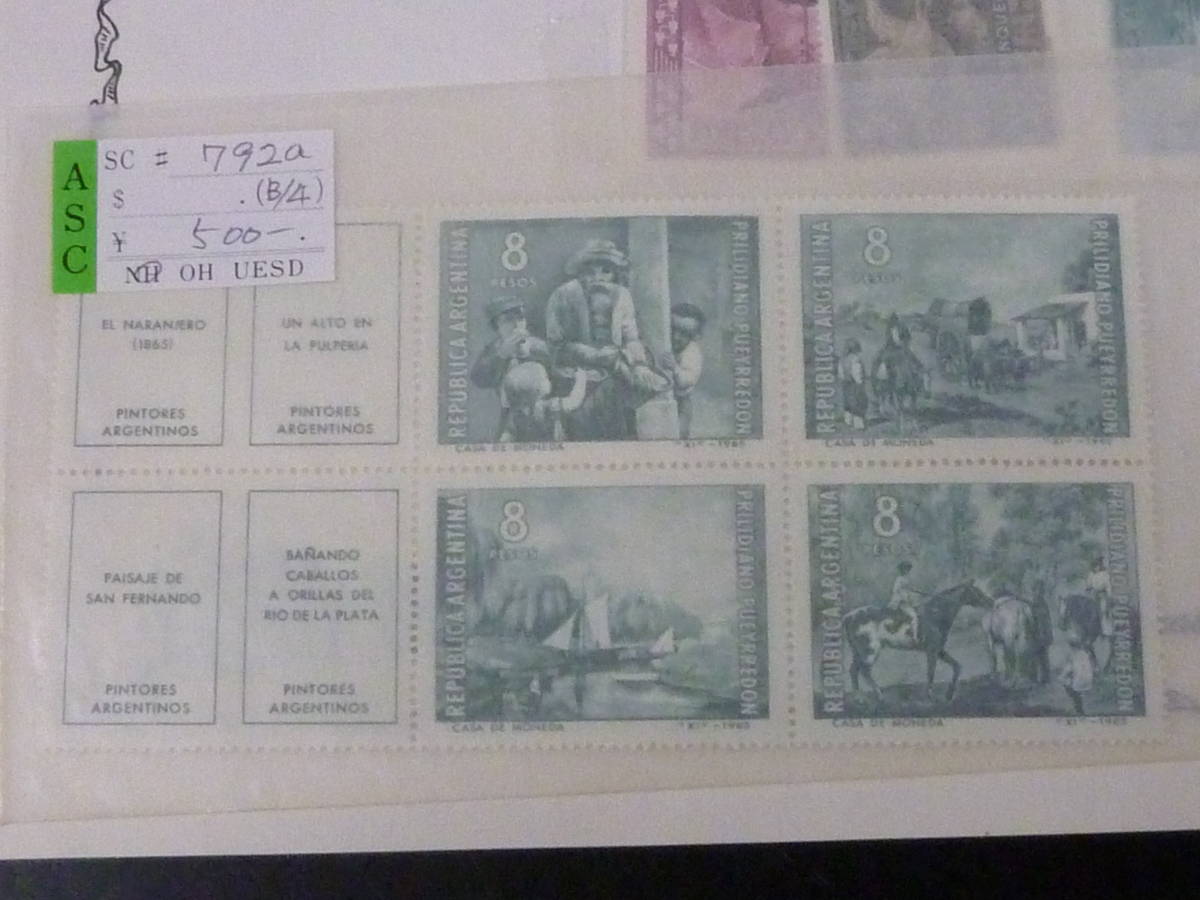 ASC
SC # 792a
$ . (B/4)
¥ 500-.
NH OH UESD
EL NARANJERO
(1865)
PINTORES
ARGENTINOS
UN ALTO EN
LA PULPERIA
PINTORES
ARGENTINOS
8
PESOS
REPUBLICA ARGENTINA
PRILIDIANO PUEYRREDON
CASA DE MONEDA
8
PESOS
REPUBLICA ARGENTINA
PRILIDIANO PUEYRREDON
CASA DE MONEDA
PAISAJE DE
SAN FERNANDO
PINTORES
ARGENTINOS
BAÑANDO
CABALLOS
A ORILLAS DEL
RIO DE LA PLATA
PINTORES
ARGENTINOS
8
PESOS
REPUBLICA ARGENTINA
PRILIDIANO PUEYRREDON
CASA DE MONEDA
8
PESOS
REPUBLICA ARGENTINA
PRILIDIANO PUEYRREDON
CASA DE MONEDA